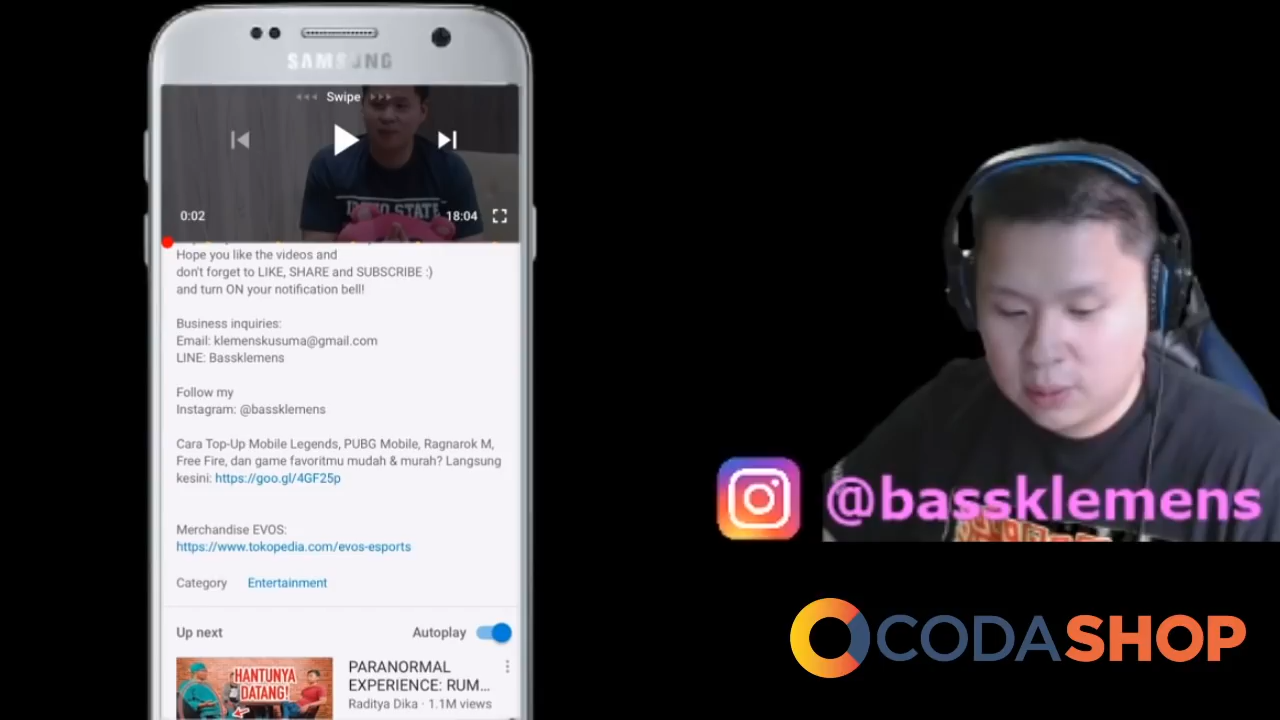 SAMSUNG
Swipe
0:02
18:04
Hope you like the videos and
don't forget to LIKE, SHARE and SUBSCRIBE :)
and turn ON your notification bell!
Business inquiries:
Email: klemenskusuma@gmail.com
LINE: Bassklemens
Follow my
Instagram: @bassklemens
Cara Top-Up Mobile Legends, PUBG Mobile, Ragnarok M,
Free Fire, dan game favoritmu mudah & murah? Langsung
kesini: https://goo.gl/4GF25p
Merchandise EVOS:
https://www.tokopedia.com/evos-esports
Category Entertainment
Up next
Autoplay
HANTUNYA
DATANG!
PARANORMAL
EXPERIENCE: RUM...
Raditya Dika · 1.1M views
@bassklemens
CODASHOP